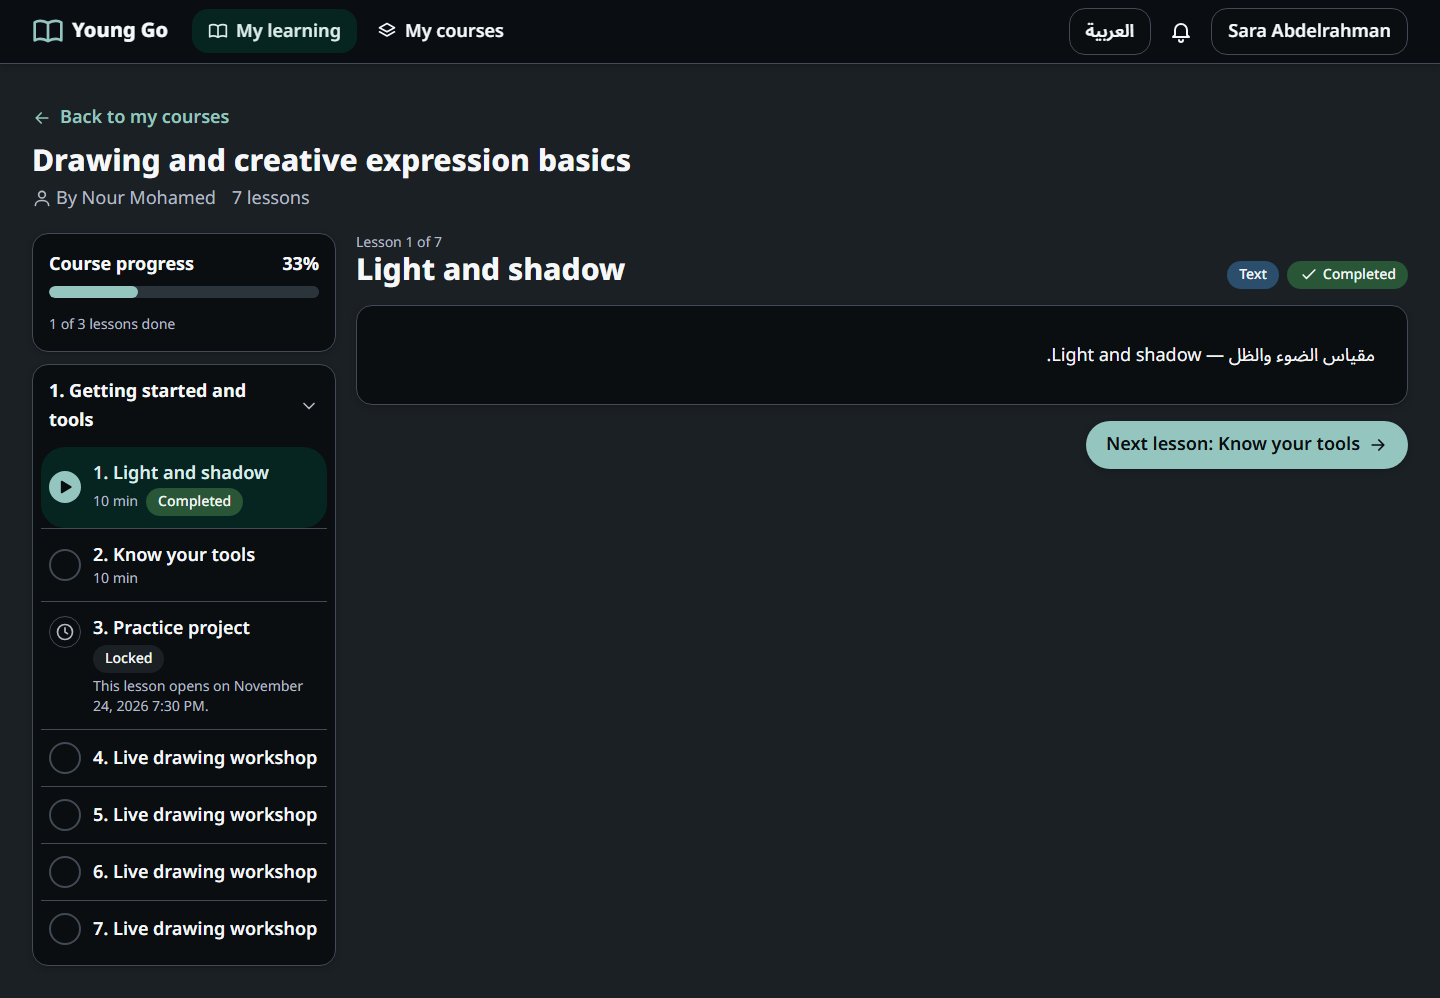 Young Go
My learning
My courses
العربية
Sara Abdelrahman
Back to my courses
Drawing and creative expression basics
By Nour Mohamed 7 lessons
Course progress 33%
1 of 3 lessons done
1. Getting started and
tools
1. Light and shadow
10 min Completed
2. Know your tools
10 min
3. Practice project
Locked
This lesson opens on November
24, 2026 7:30 PM.
4. Live drawing workshop
5. Live drawing workshop
6. Live drawing workshop
7. Live drawing workshop
Lesson 1 of 7
Light and shadow
Text
Completed
مقياس الضوء والظل — Light and shadow.
Next lesson: Know your tools